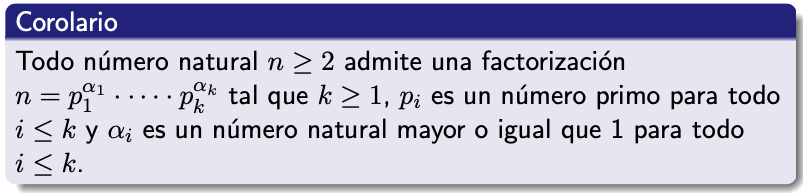 Corolario
Todo número natural $n \geq 2$ admite una factorización
$n = p_1^{\alpha_1} \cdot \cdots \cdot p_k^{\alpha_k}$ tal que $k \geq 1$, $p_i$ es un número primo para todo
$i \leq k$ y $\alpha_i$ es un número natural mayor o igual que 1 para todo
$i \leq k$.